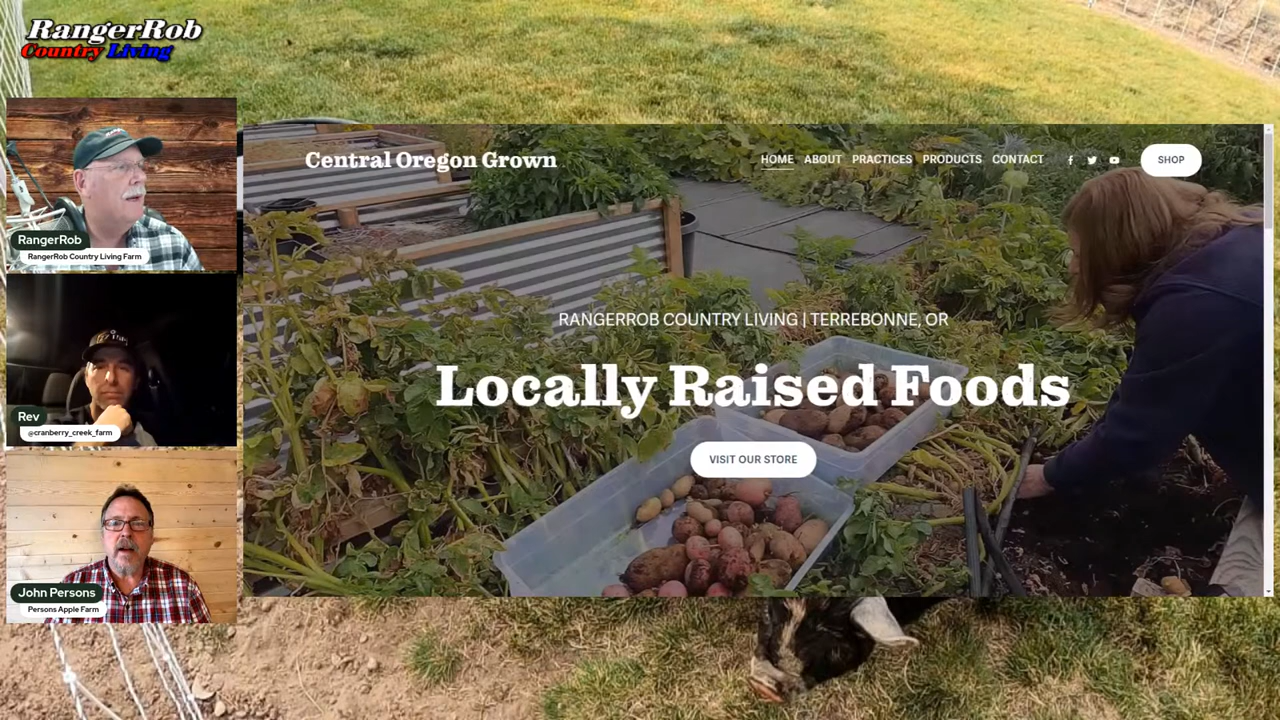 RangerRob
Country Living
Central Oregon Grown
HOME ABOUT PRACTICES PRODUCTS CONTACT
SHOP
RangerRob
RangerRob Country Living Farm
RANGERROB COUNTRY LIVING | TERREBONNE, OR
Locally Raised Foods
VISIT OUR STORE
Rev
@cranberry_creek_farm
John Persons
Persons Apple Farm